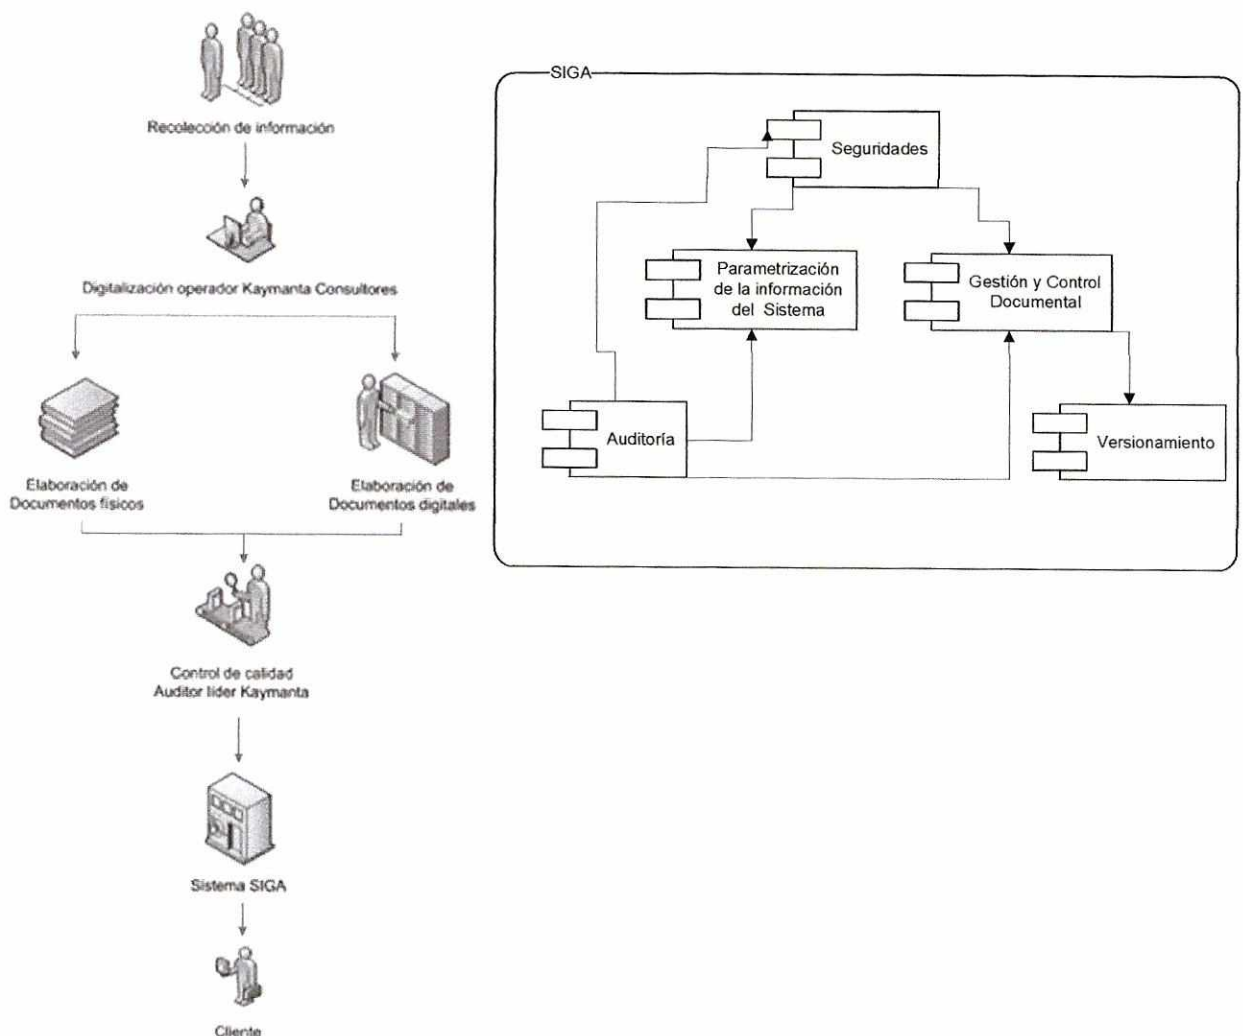 Recolección de información
Digitalización operador Kaymanta Consultores
Elaboración de
Documentos físicos
Elaboración de
Documentos digitales
Control de calidad
Auditor líder Kaymanta
Sistema SIGA
Cliente
SIGA
Seguridades
Parametrización
de la información
del Sistema
Gestión y Control
Documental
Auditoría
Versionamiento